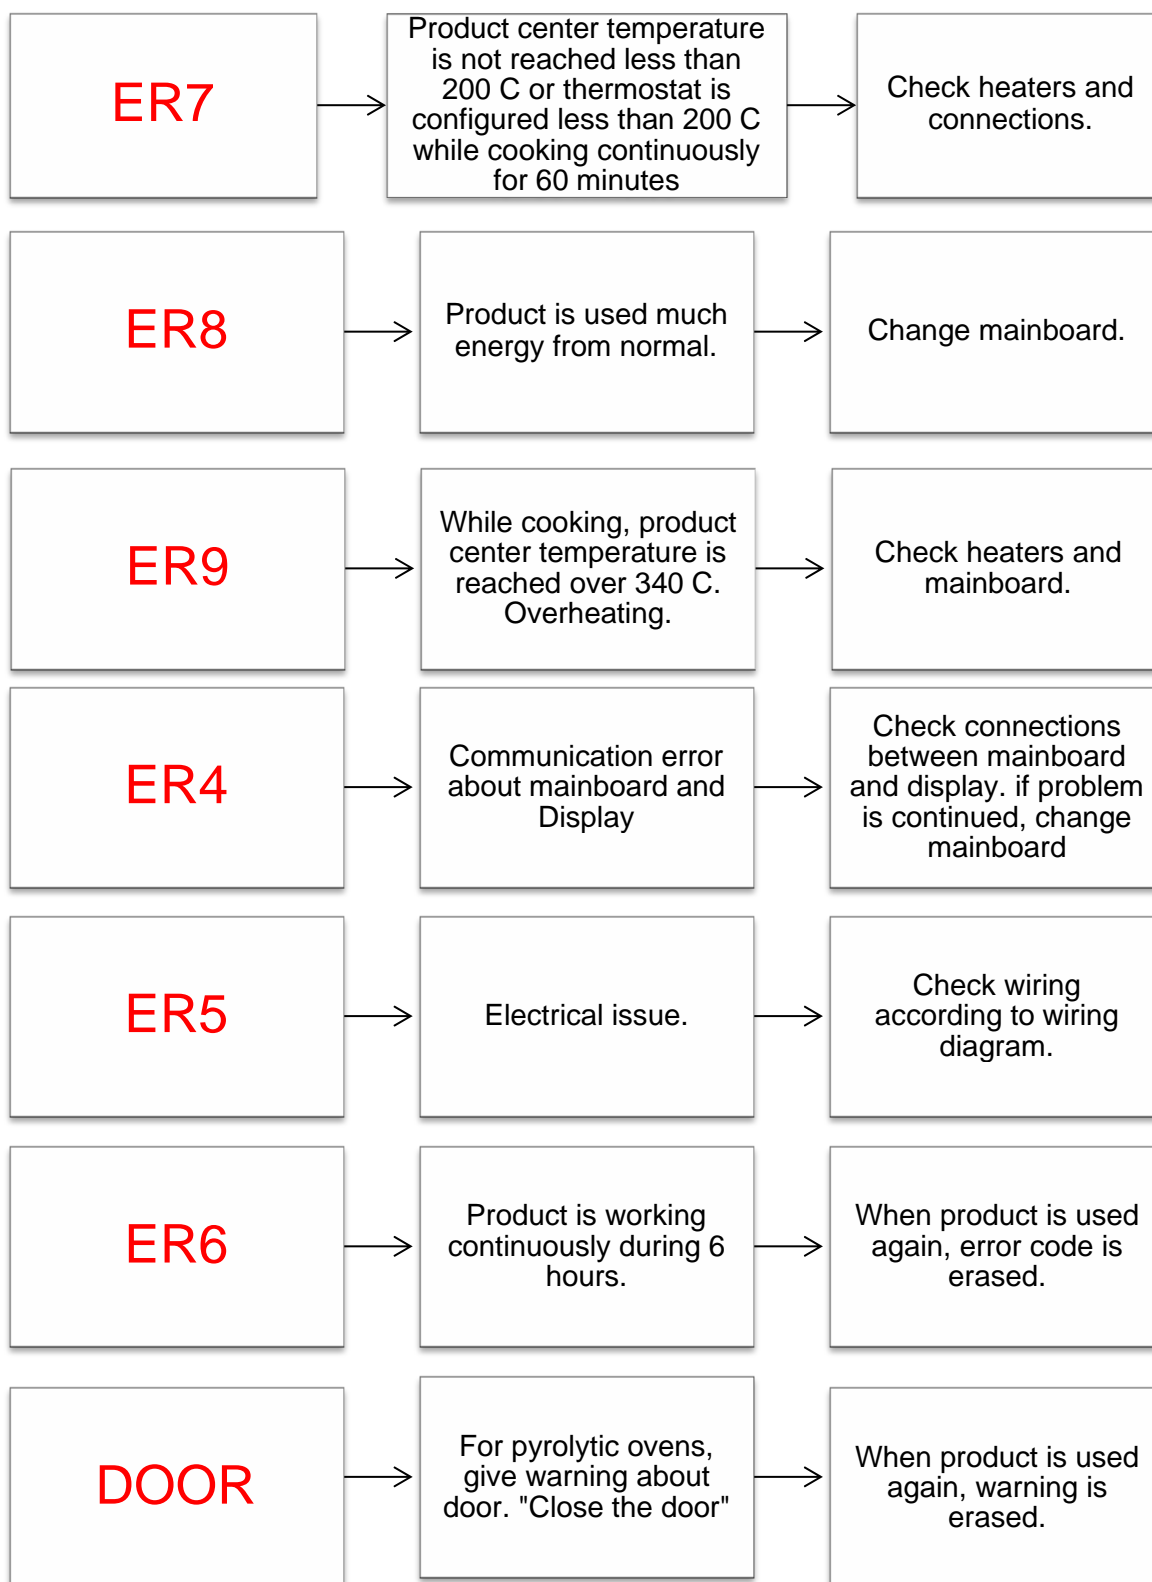 ER7
Product center temperature
is not reached less than
200 C or thermostat is
configured less than 200 C
while cooking continuously
for 60 minutes
Check heaters and
connections.
ER8
Product is used much
energy from normal.
Change mainboard.
ER9
While cooking, product
center temperature is
reached over 340 C.
Overheating.
Check heaters and
mainboard.
ER4
Communication error
about mainboard and
Display
Check connections
between mainboard
and display. if problem
is continued, change
mainboard
ER5
Electrical issue.
Check wiring
according to wiring
diagram.
ER6
Product is working
continuously during 6
hours.
When product is used
again, error code is
erased.
DOOR
For pyrolytic ovens,
give warning about
door. "Close the door"
When product is used
again, warning is
erased.